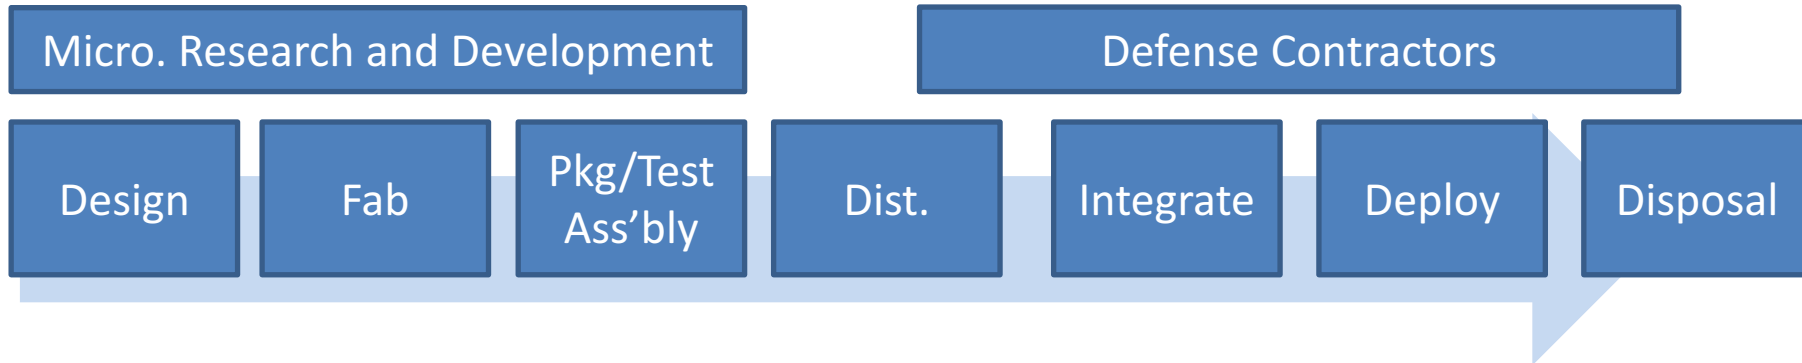 Micro. Research and Development
Defense Contractors
Design
Fab
Pkg/Test
Ass’bly
Dist.
Integrate
Deploy
Disposal